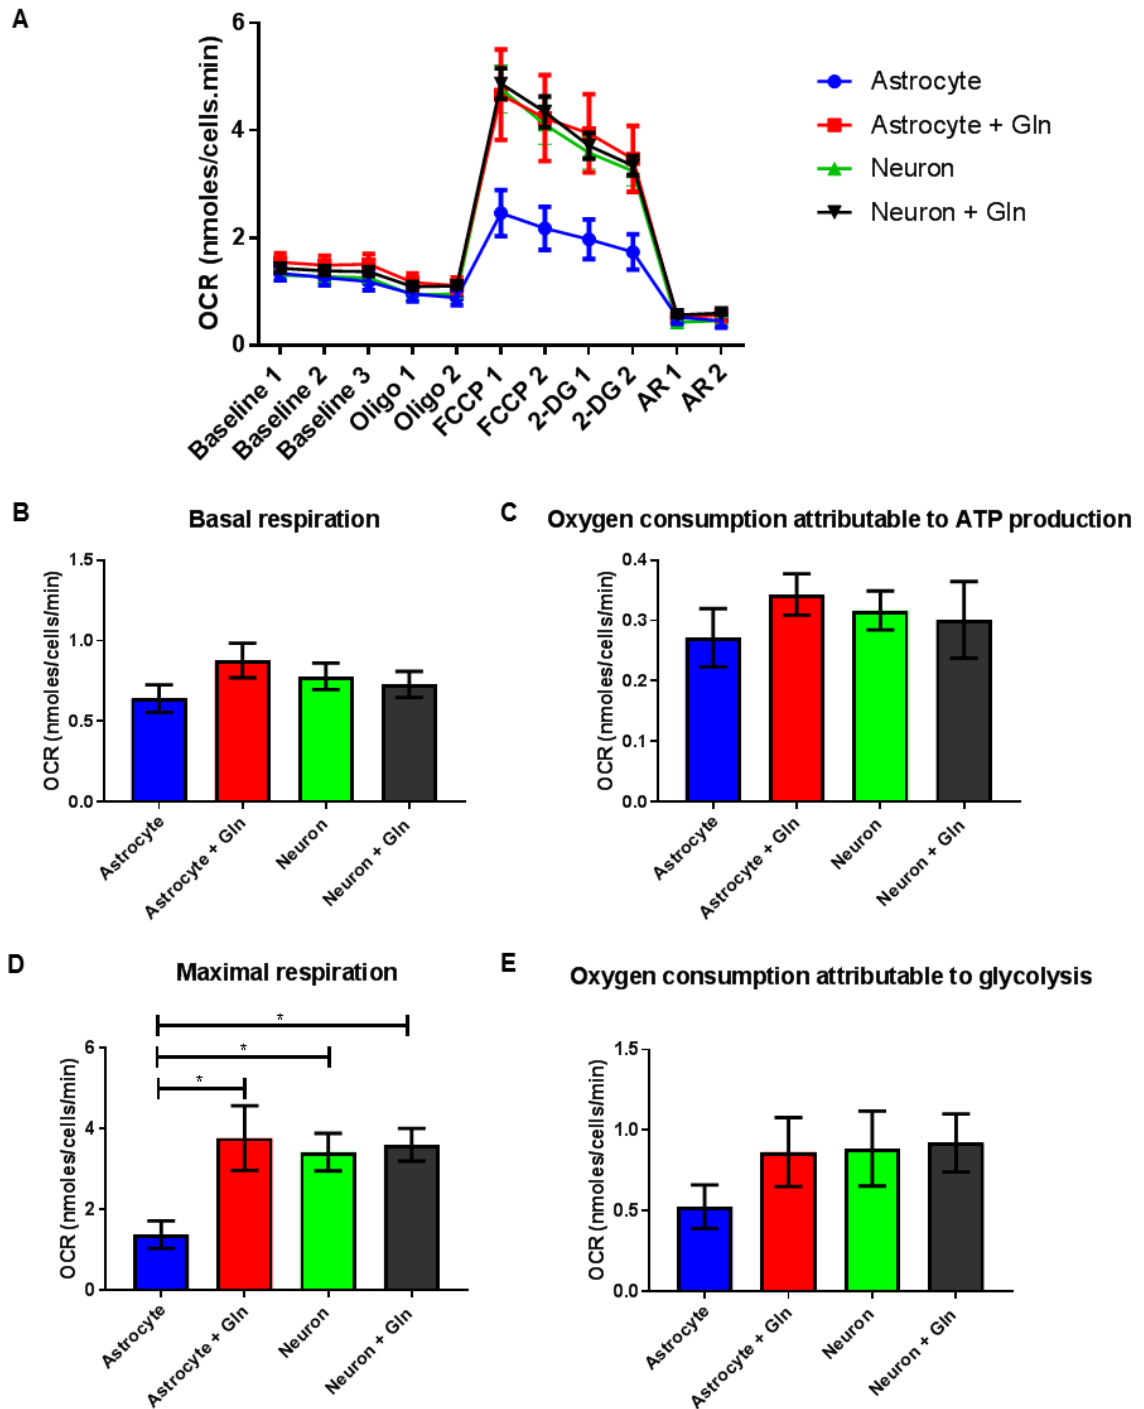 A
6
4
2
0
OCR (nmoles/cells.min)
Baseline 1
Baseline 2
Baseline 3
Oligo 1
Oligo 2
FCCP 1
FCCP 2
2-DG 1
2-DG 2
AR 1
AR 2
Astrocyte
Astrocyte + Gln
Neuron
Neuron + Gln
B
Basal respiration
OCR (nmoles/cells/min)
1.5
1.0
0.5
0.0
Astrocyte
Astrocyte + Gln
Neuron
Neuron + Gln
C
Oxygen consumption attributable to ATP production
OCR (nmoles/cells/min)
0.4
0.3
0.2
0.1
0.0
Astrocyte
Astrocyte + Gln
Neuron
Neuron + Gln
D
Maximal respiration
*
*
*
OCR (nmoles/cells/min)
6
4
2
0
Astrocyte
Astrocyte + Gln
Neuron
Neuron + Gln
E
Oxygen consumption attributable to glycolysis
OCR (nmoles/cells/min)
1.5
1.0
0.5
0.0
Astrocyte
Astrocyte + Gln
Neuron
Neuron + Gln